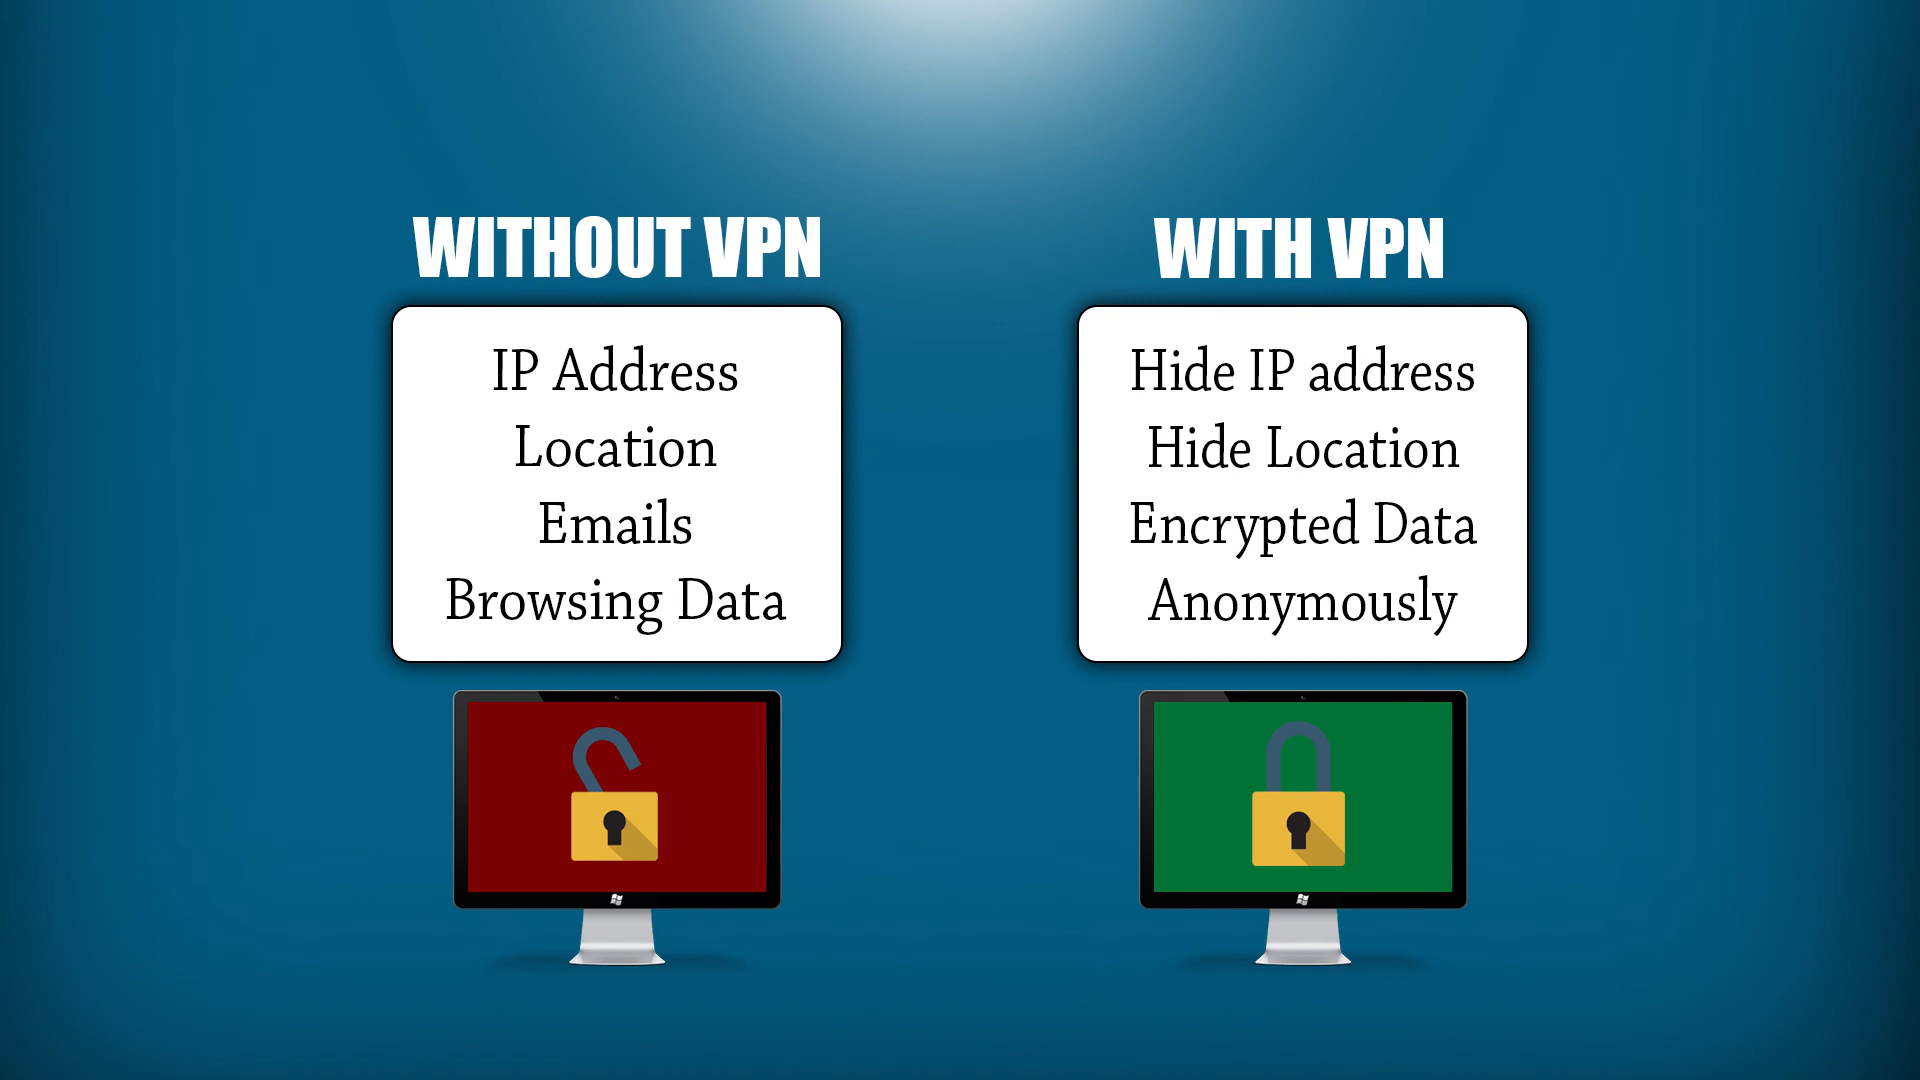 WITHOUT VPN
IP Address
Location
Emails
Browsing Data
WITH VPN
Hide IP address
Hide Location
Encrypted Data
Anonymously